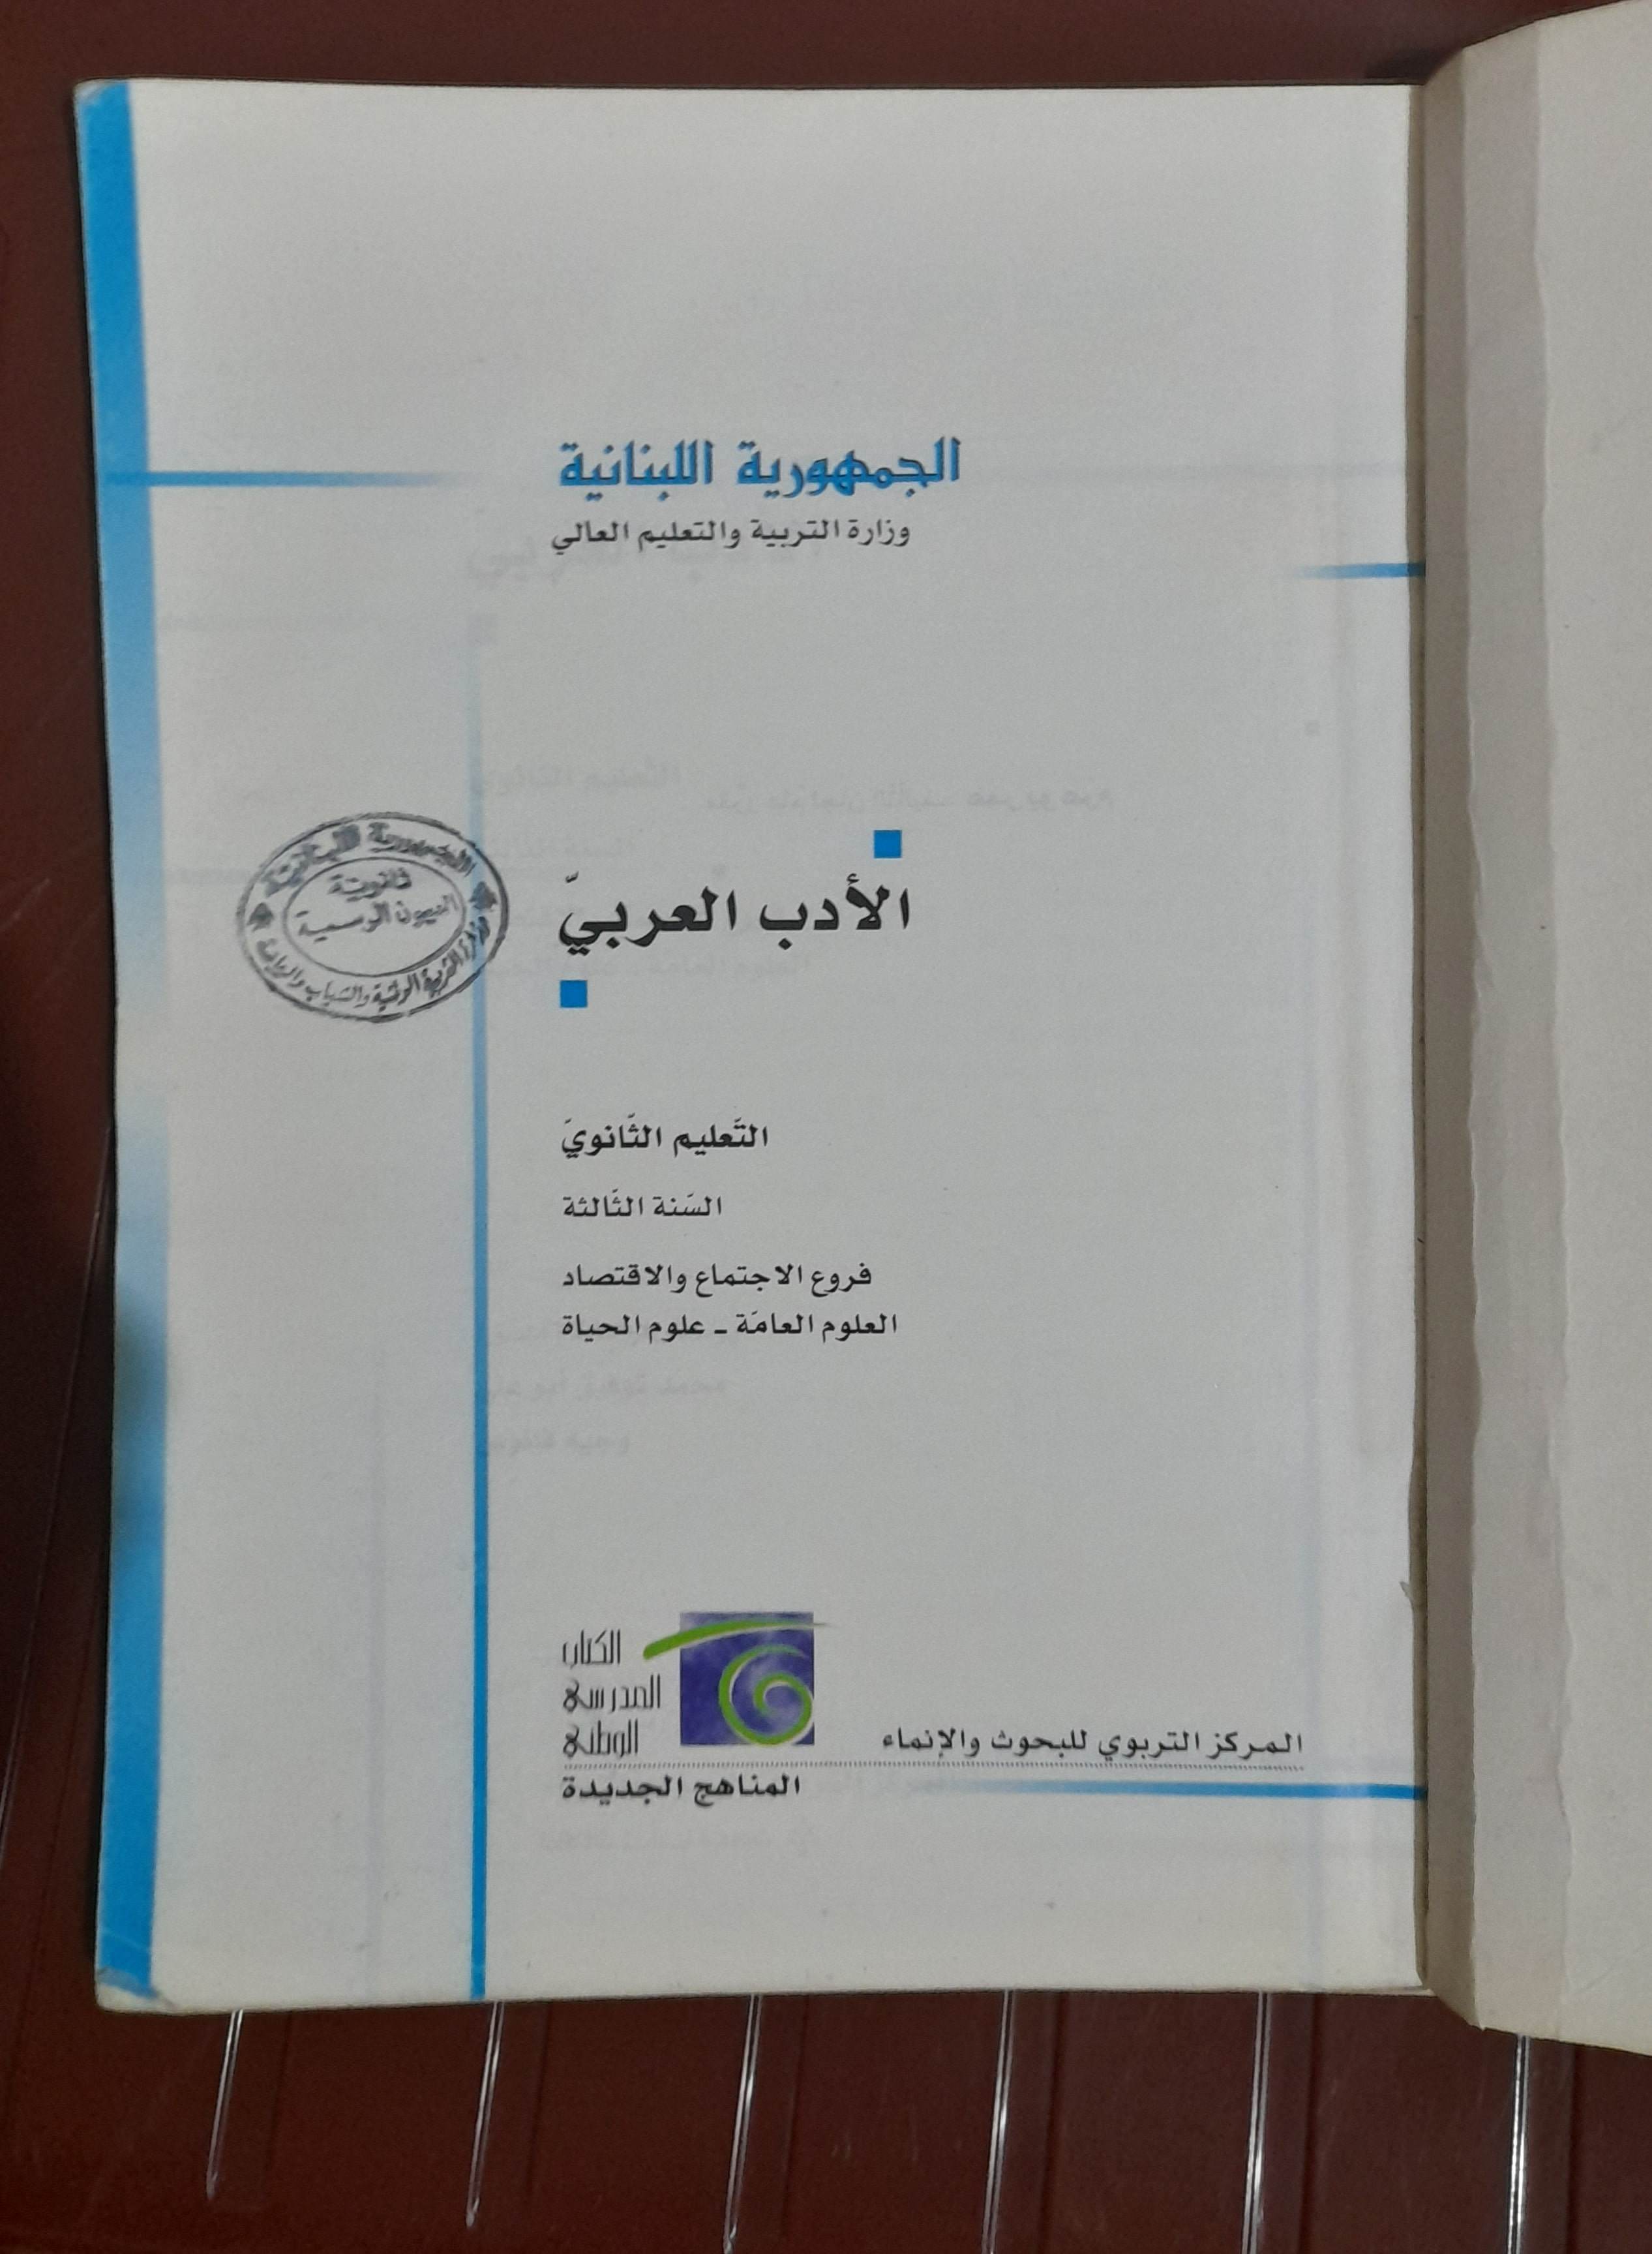 الجمهورية اللبنانية
وزارة التربية والتعليم العالي
الجمهورية اللبنانية
ثانوية
العيون الرسمية
وزارة التربية الوطنية والشباب والرياضة
الأدب العربيّ
التّعليم الثّانويّ
السّنة الثّالثة
فروع الاجتماع والاقتصاد
العلوم العامّة - علوم الحياة
الكتاب
المدرسي
الوطني
المركز التربوي للبحوث والإنماء
المناهج الجديدة